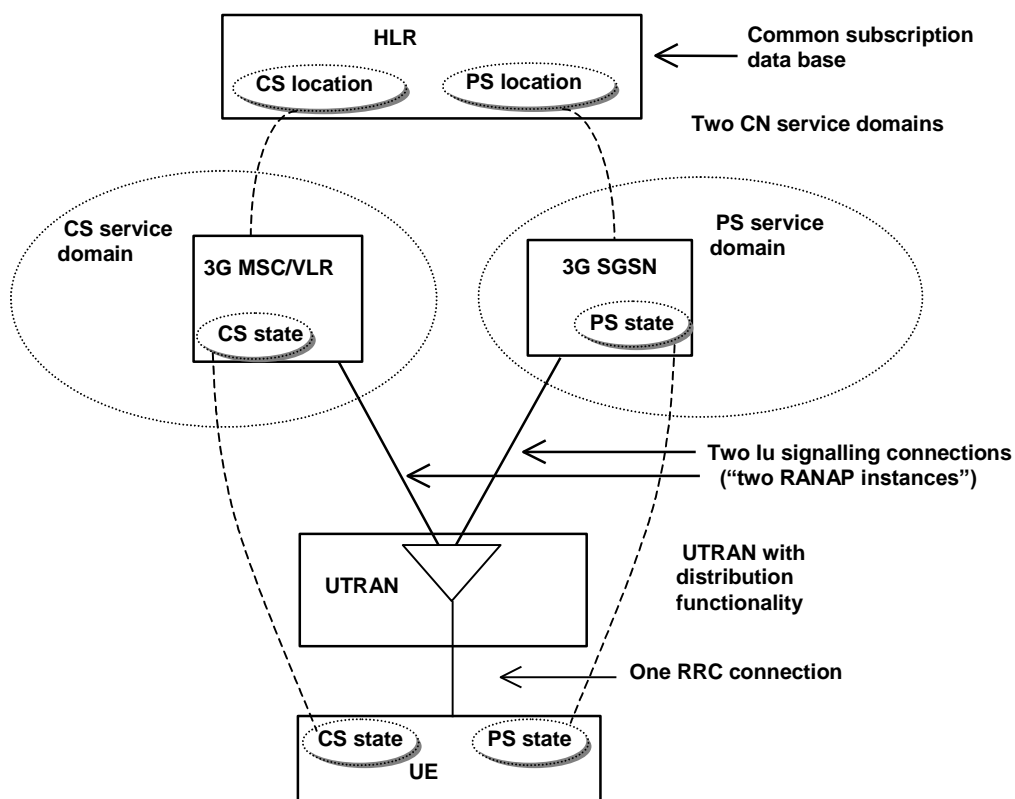 HLR
Common subscription
data base
CS location
PS location
Two CN service domains
CS service
domain
PS service
domain
3G MSC/VLR
3G SGSN
CS state
PS state
Two Iu signalling connections
(“two RANAP instances”)
UTRAN
UTRAN with
distribution
functionality
One RRC connection
CS state
PS state
UE